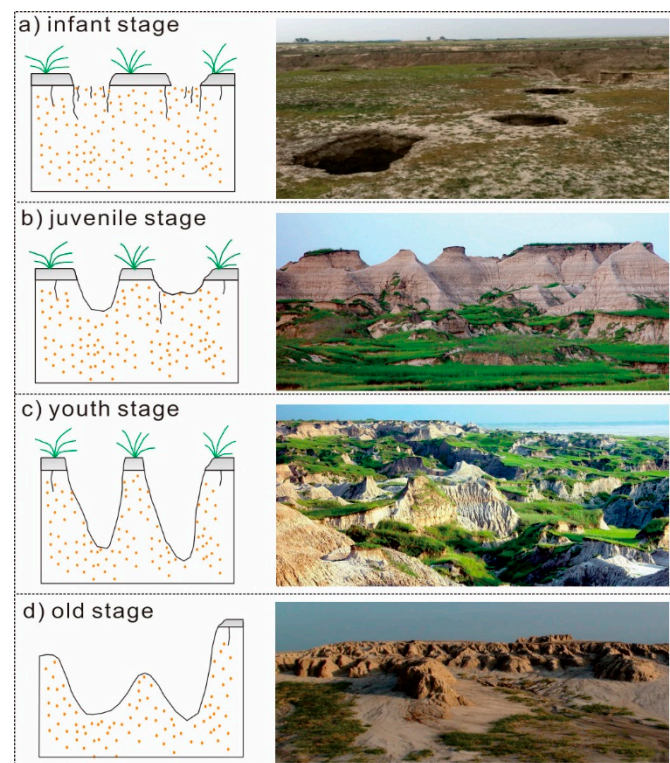 a) infant stage
b) juvenile stage
c) youth stage
d) old stage